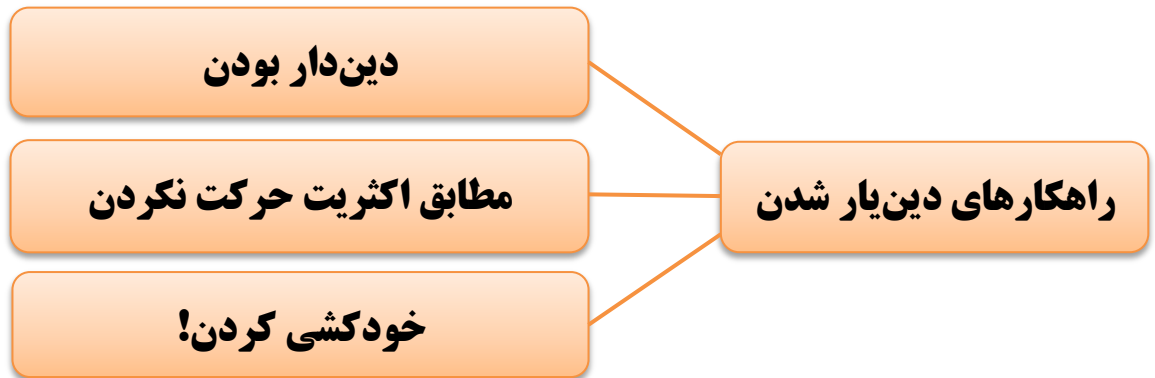 راهکارهای دین‌یار شدن
دین‌دار بودن
مطابق اکثریت حرکت نکردن
خودکشی کردن!